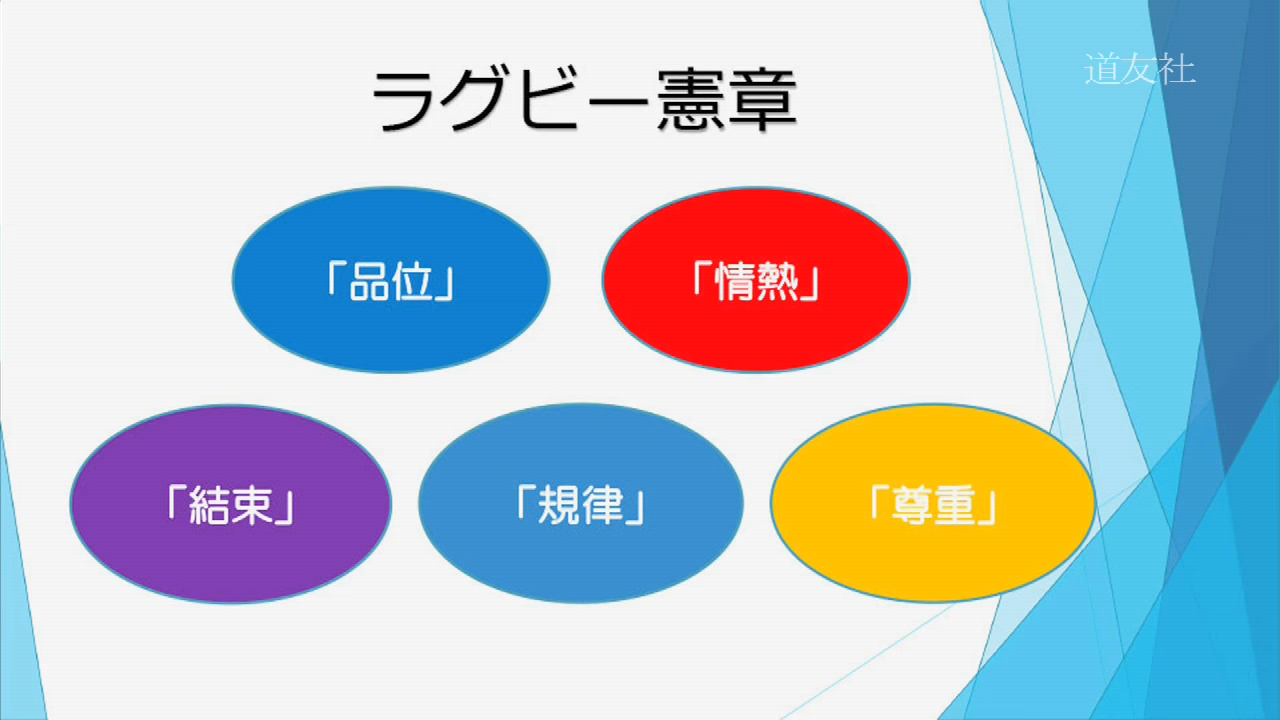 道友社
ラグビー憲章
「品位」
「情熱」
「結束」
「規律」
「尊重」